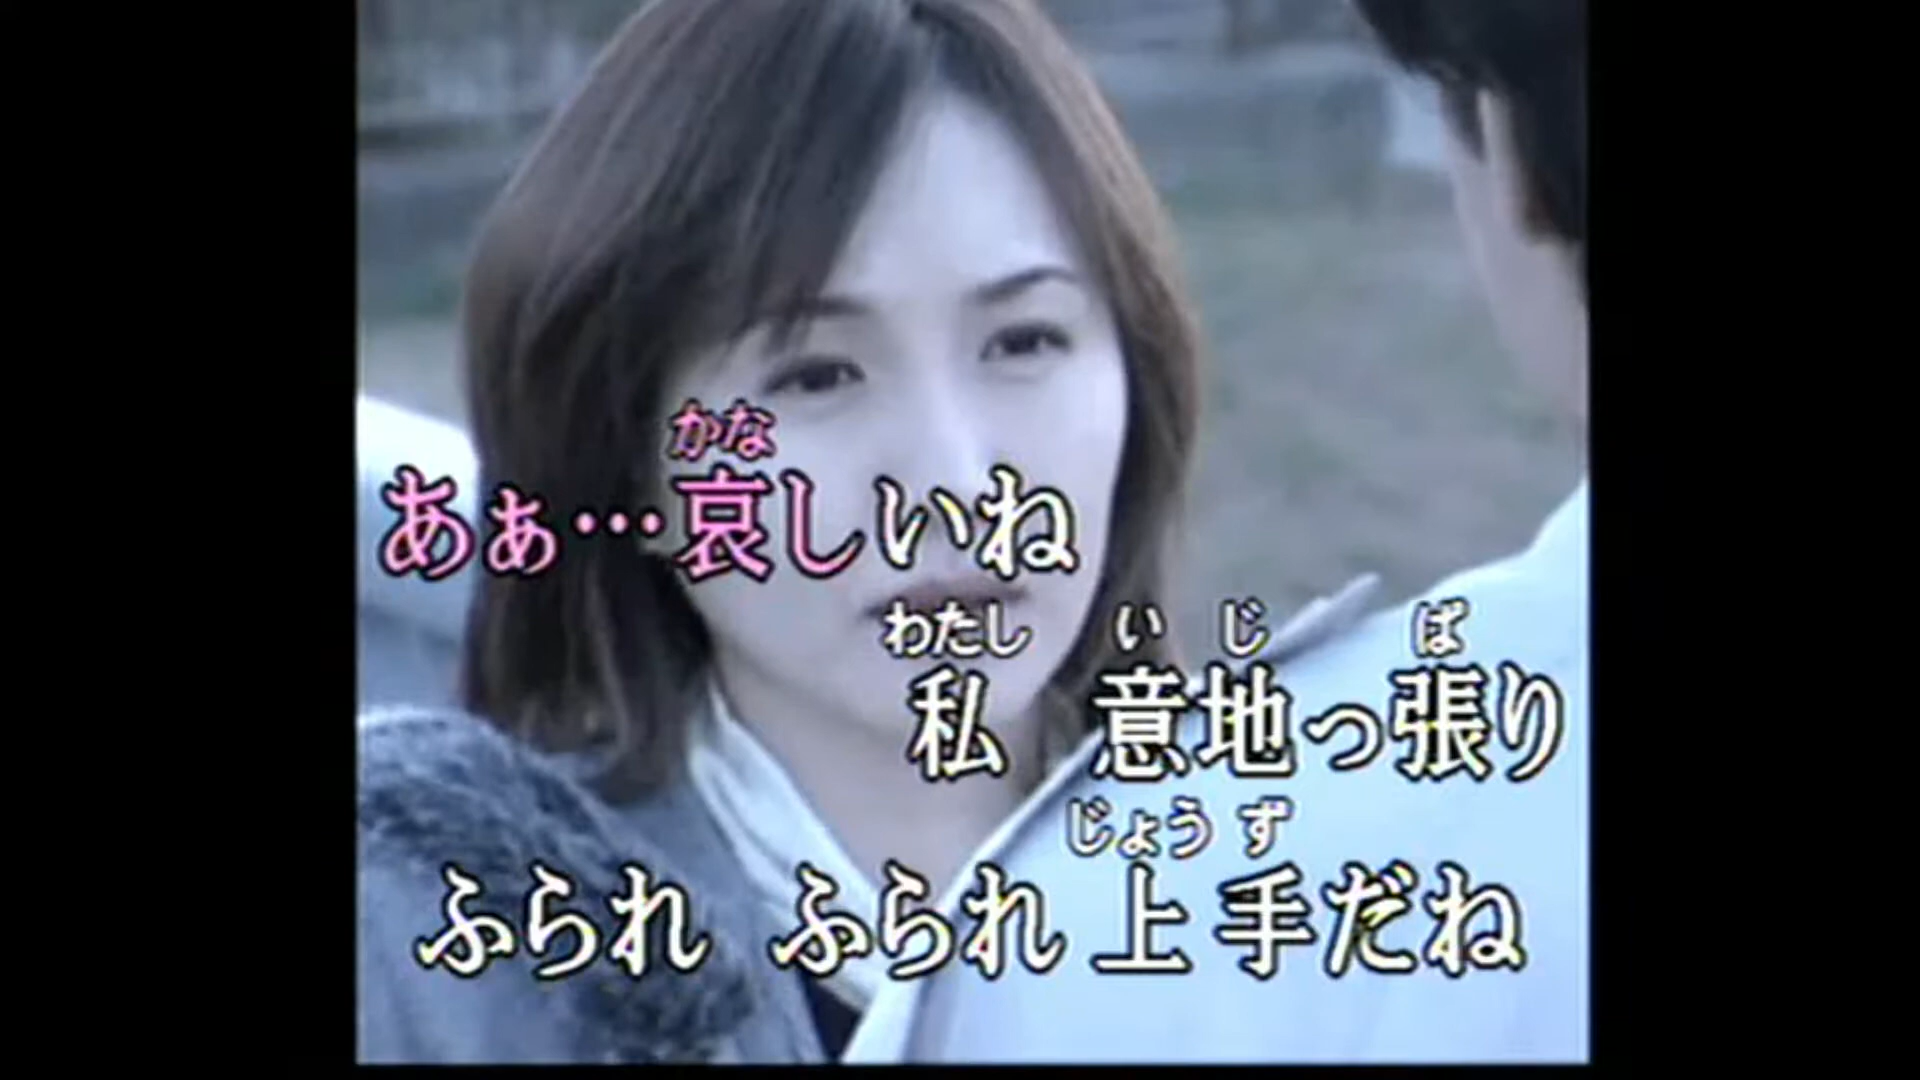 かな
あぁ…哀しいね
わたし いじ ば
私 意地っ張り
じょうず
ふられ ふられ上手だね